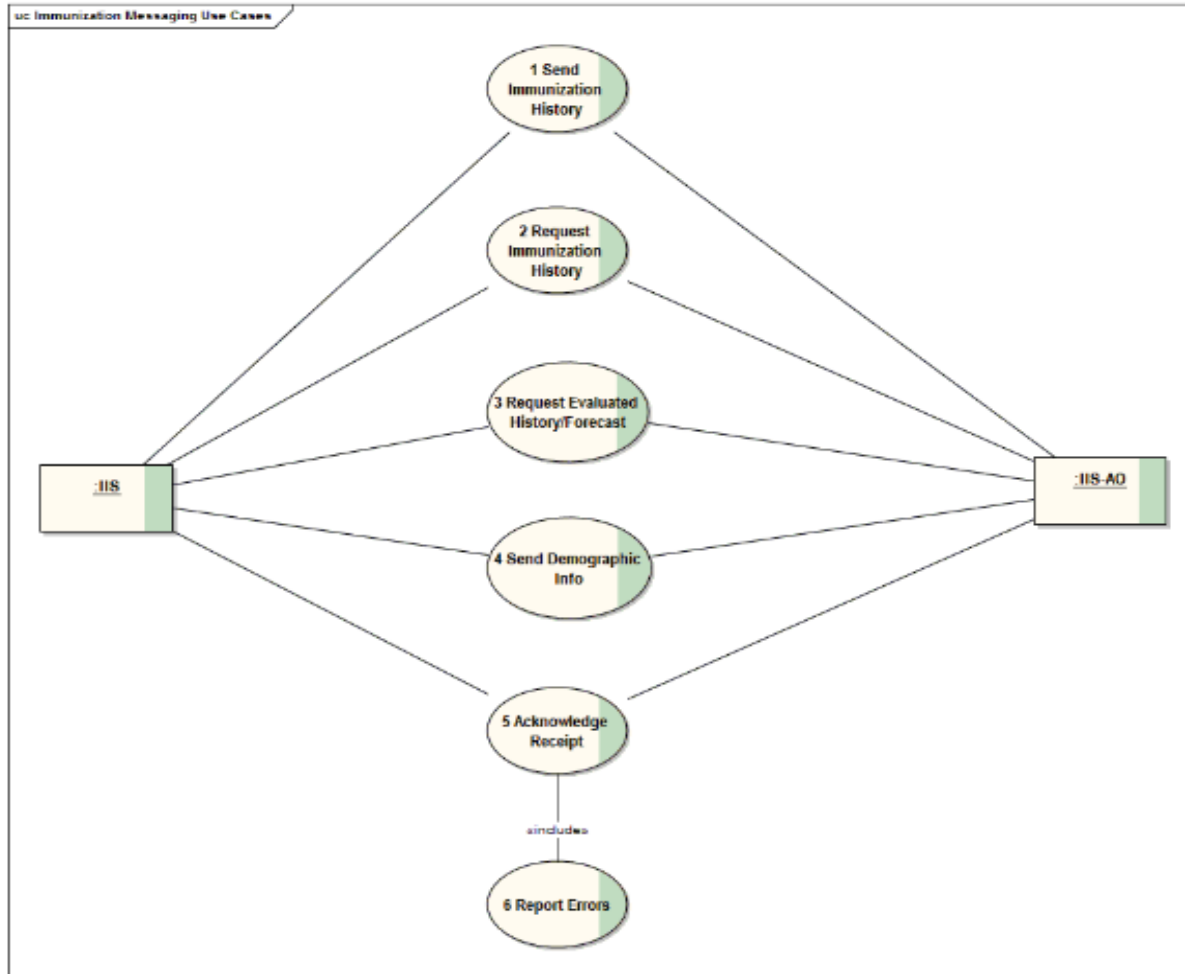 uc Immunization Messaging Use Cases
1 Send
Immunization
History
2 Request
Immunization
History
3 Request Evaluated
History/Forecast
:IIS
:IIS-AO
4 Send Demographic
Info
5 Acknowledge
Receipt
«include»
6 Report Errors